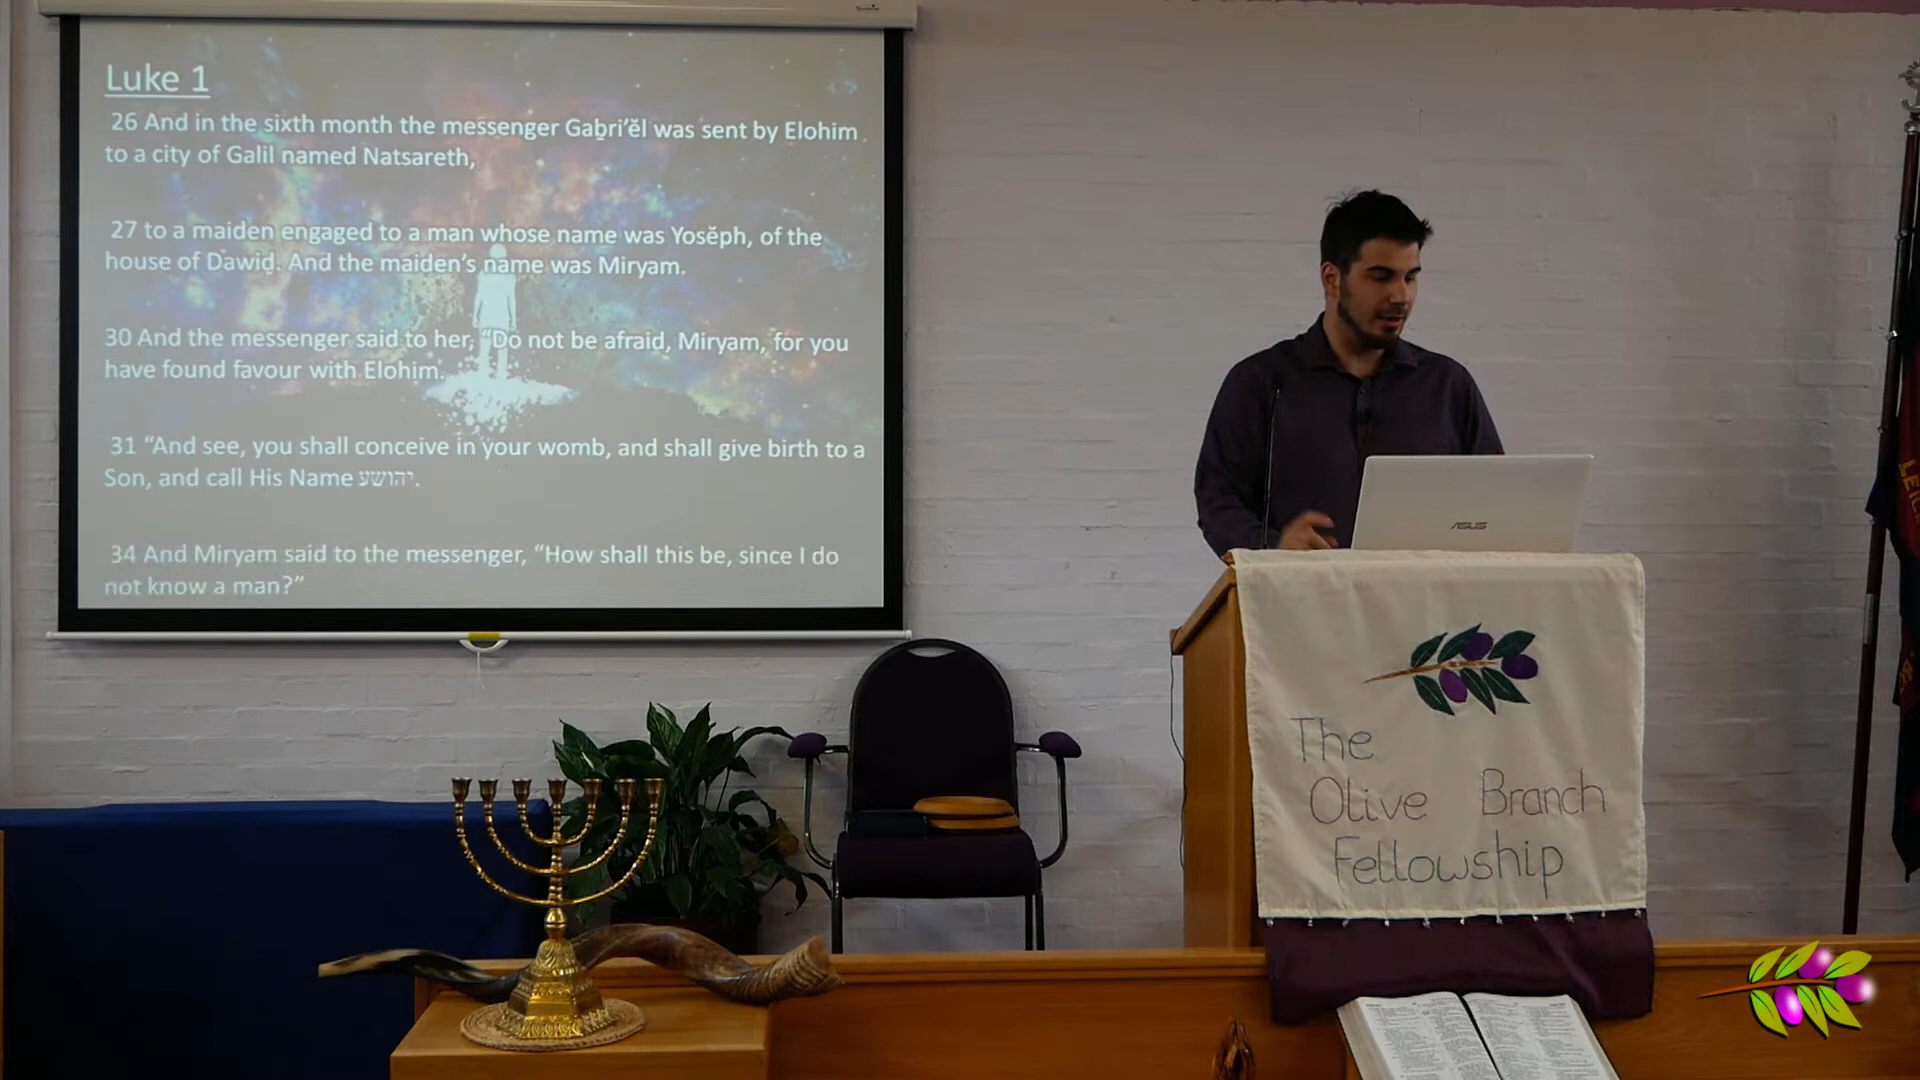 Luke 1
26 And in the sixth month the messenger Gaḇri’ĕl was sent by Elohim
to a city of Galil named Natsareth,
27 to a maiden engaged to a man whose name was Yosĕph, of the
house of Dawiḏ. And the maiden’s name was Miryam.
30 And the messenger said to her, “Do not be afraid, Miryam, for you
have found favour with Elohim.
31 “And see, you shall conceive in your womb, and shall give birth to a
Son, and call His Name יהושע.
34 And Miryam said to the messenger, “How shall this be, since I do
not know a man?”
ASUS
The
Olive Branch
Fellowship